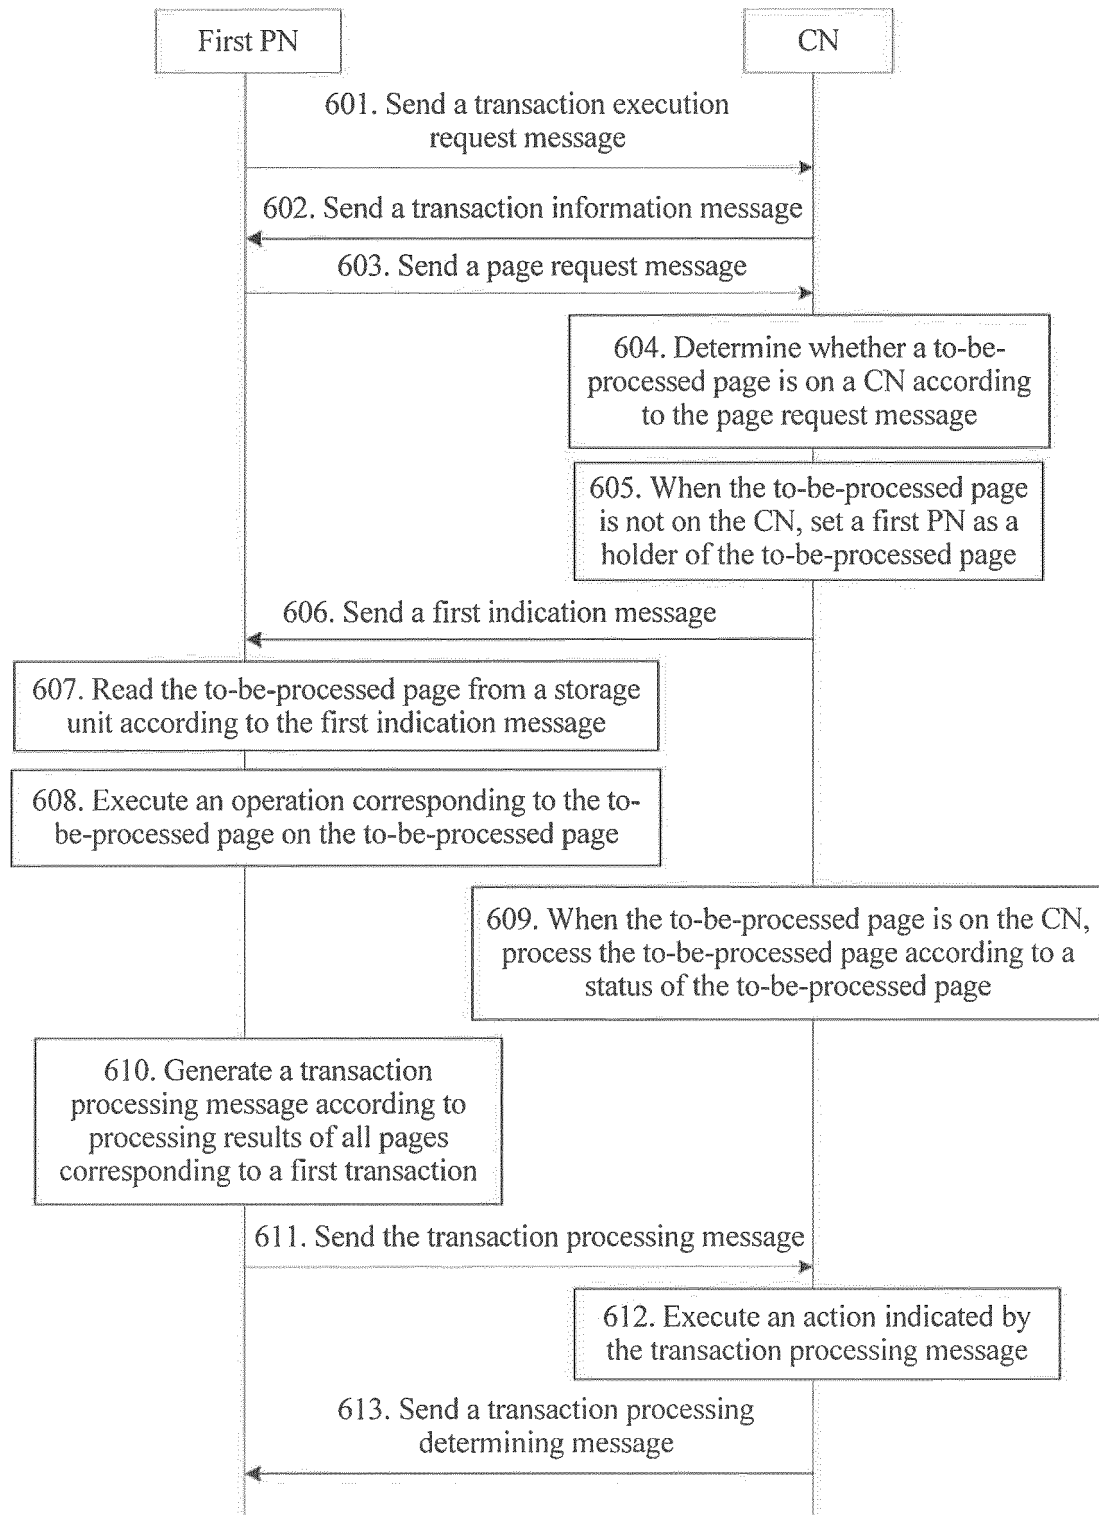 First PN
CN
601. Send a transaction execution
request message
602. Send a transaction information message
603. Send a page request message
604. Determine whether a to-be-
processed page is on a CN according
to the page request message
605. When the to-be-processed page
is not on the CN, set a first PN as a
holder of the to-be-processed page
606. Send a first indication message
607. Read the to-be-processed page from a storage
unit according to the first indication message
608. Execute an operation corresponding to the to-
be-processed page on the to-be-processed page
609. When the to-be-processed page is on the CN,
process the to-be-processed page according to a
status of the to-be-processed page
610. Generate a transaction
processing message according to
processing results of all pages
corresponding to a first transaction
611. Send the transaction processing message
612. Execute an action indicated by
the transaction processing message
613. Send a transaction processing
determining message